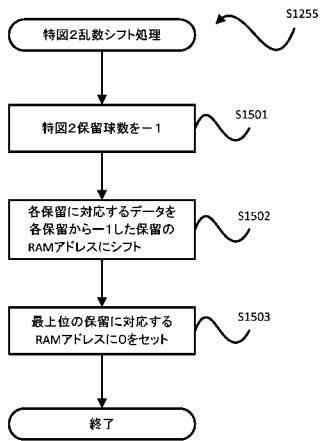 特図2乱数シフト処理
S1255
特図2保留球数を－1
S1501
各保留に対応するデータを
各保留から－1した保留の
RAMアドレスにシフト
S1502
最上位の保留に対応する
RAMアドレスに0をセット
S1503
終了